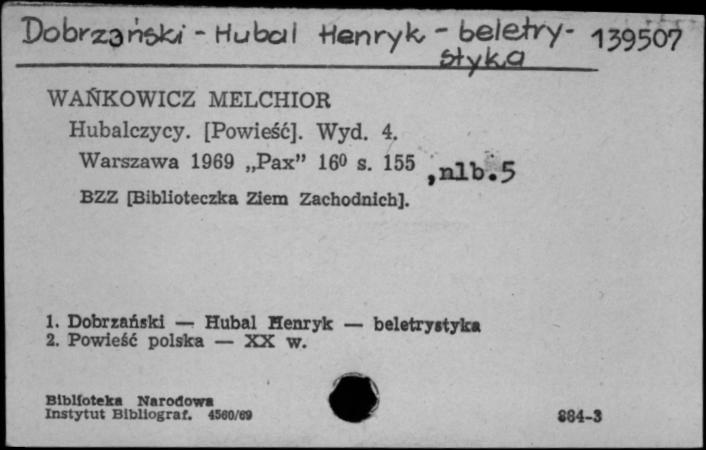 Dobrzański - Hubal Henryk - beletry- 139507
styka
WAŃKOWICZ MELCHIOR
Hubalczycy. [Powieść]. Wyd. 4.
Warszawa 1969 „Pax” 16⁰ s. 155 , nlb. 5
BZZ [Biblioteczka Ziem Zachodnich].
1. Dobrzański — Hubal Henryk — beletrystyka
2. Powieść polska — XX w.
Biblioteka Narodowa
Instytut Bibliograf. 4560/69 884-3